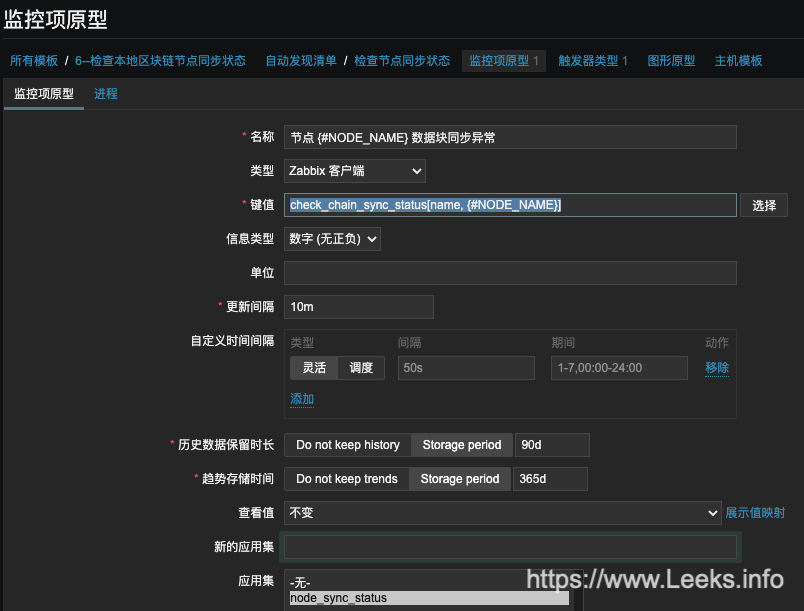 监控项原型
所有模板 / 6--检查本地区块链节点同步状态 自动发现清单 / 检查节点同步状态 监控项原型 1 触发器类型 1 图形原型 主机模板
监控项原型 进程
* 名称 节点 {#NODE_NAME} 数据块同步异常
类型 Zabbix 客户端
* 键值 check_chain_sync_status[name, {#NODE_NAME}] 选择
信息类型 数字 (无正负)
单位
* 更新间隔 10m
自定义时间间隔 类型 间隔 期间 动作
灵活 调度 50s 1-7,00:00-24:00 移除
添加
* 历史数据保留时长 Do not keep history Storage period 90d
* 趋势存储时间 Do not keep trends Storage period 365d
查看值 不变 展示值映射
新的应用集
应用集 -无-
node_sync_status
https://www.Leeks.info